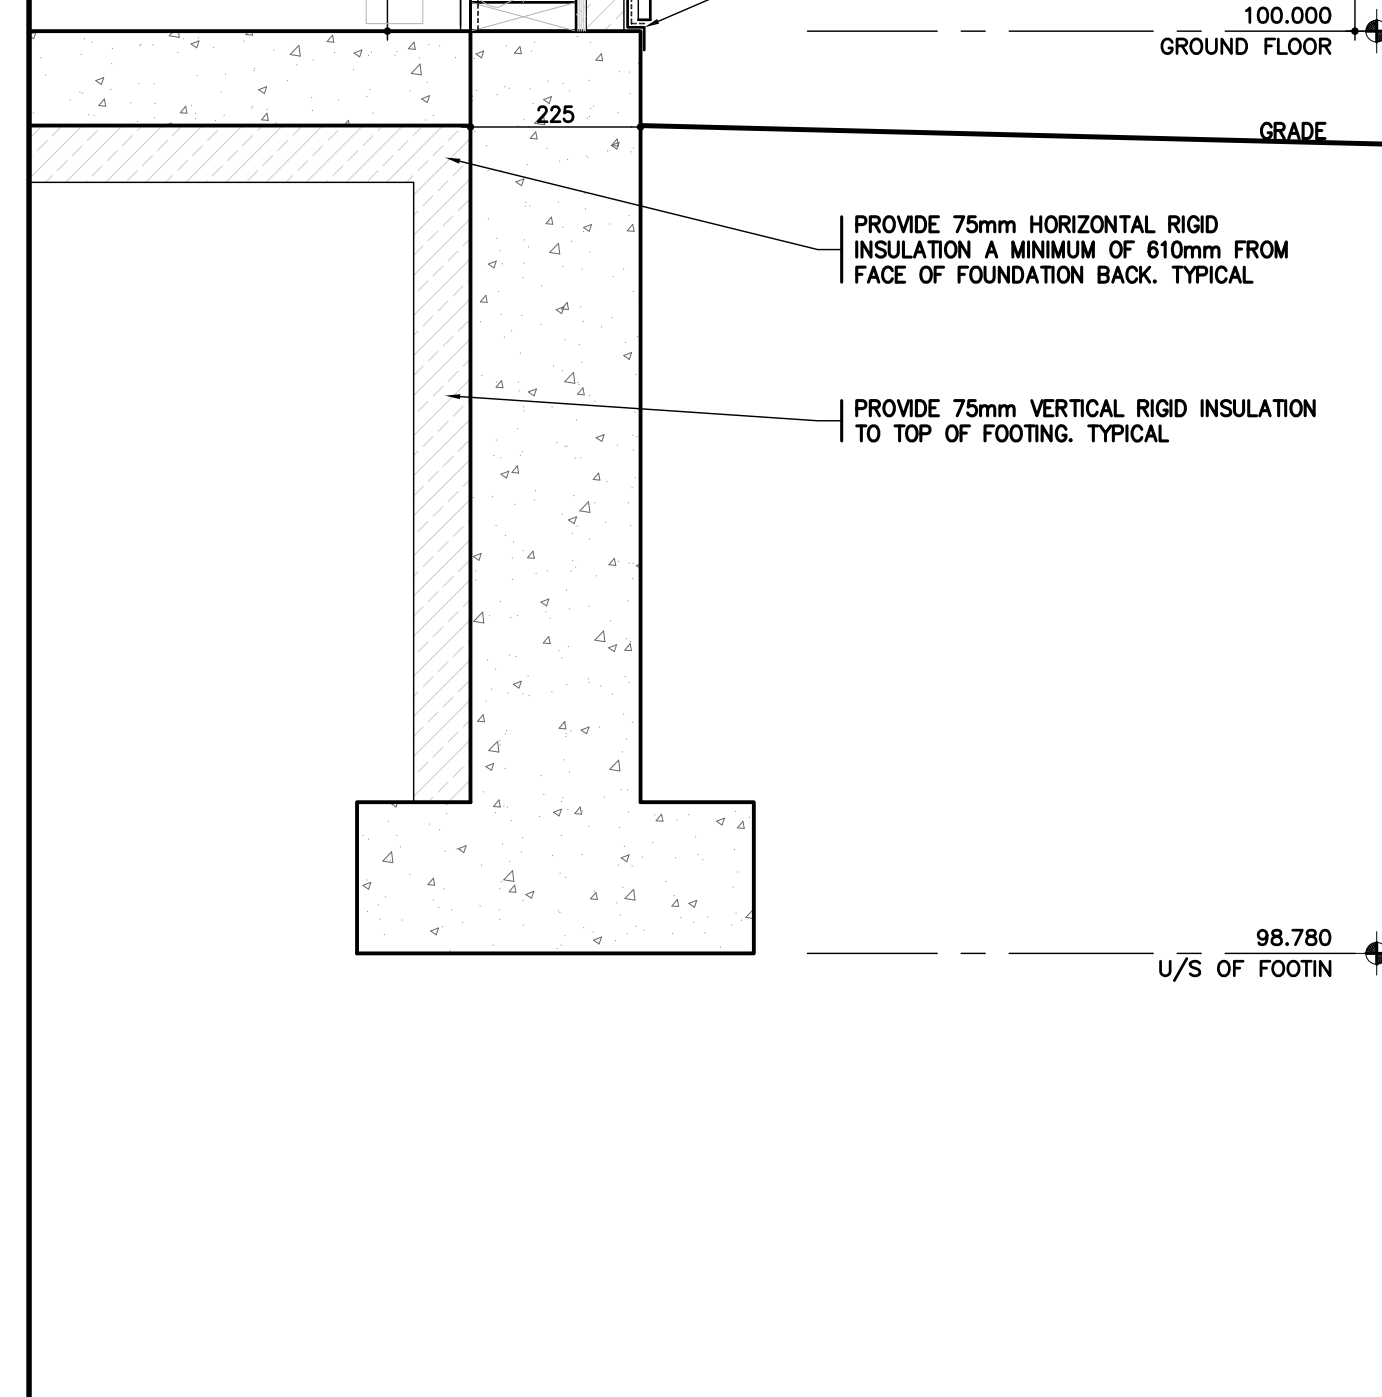 100.000
GROUND FLOOR
225
GRADE
PROVIDE 75mm HORIZONTAL RIGID
INSULATION A MINIMUM OF 610mm FROM
FACE OF FOUNDATION BACK. TYPICAL
PROVIDE 75mm VERTICAL RIGID INSULATION
TO TOP OF FOOTING. TYPICAL
98.780
U/S OF FOOTIN